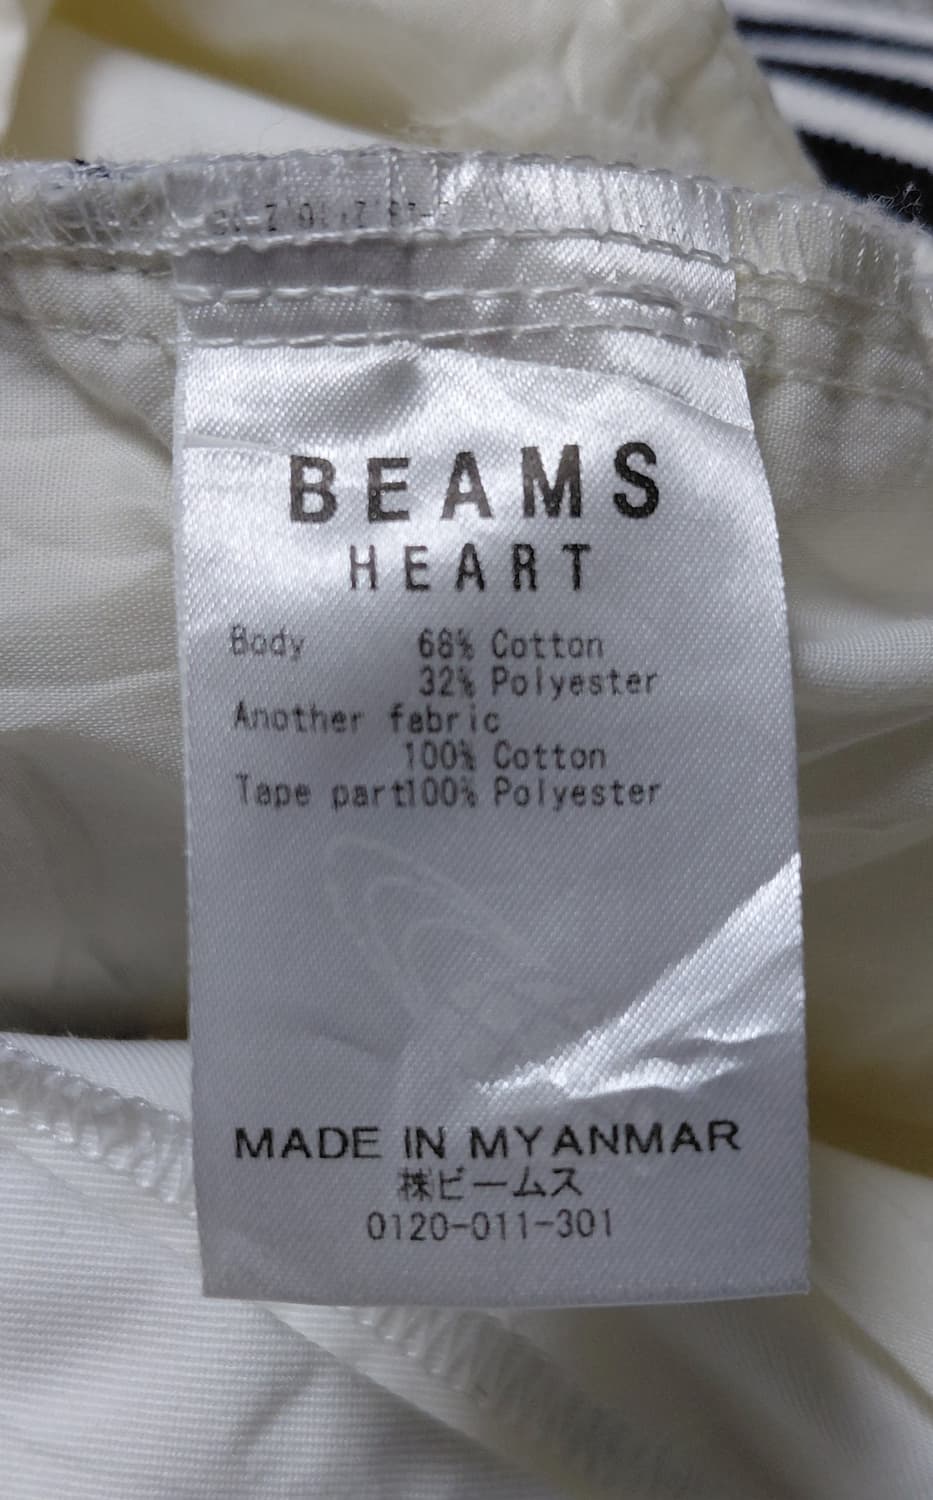 BEAMS
HEART
Body 68% Cotton
32% Polyester
Another fabric
100% Cotton
Tape part100% Polyester
MADE IN MYANMAR
㈱ビームス
0120-011-301